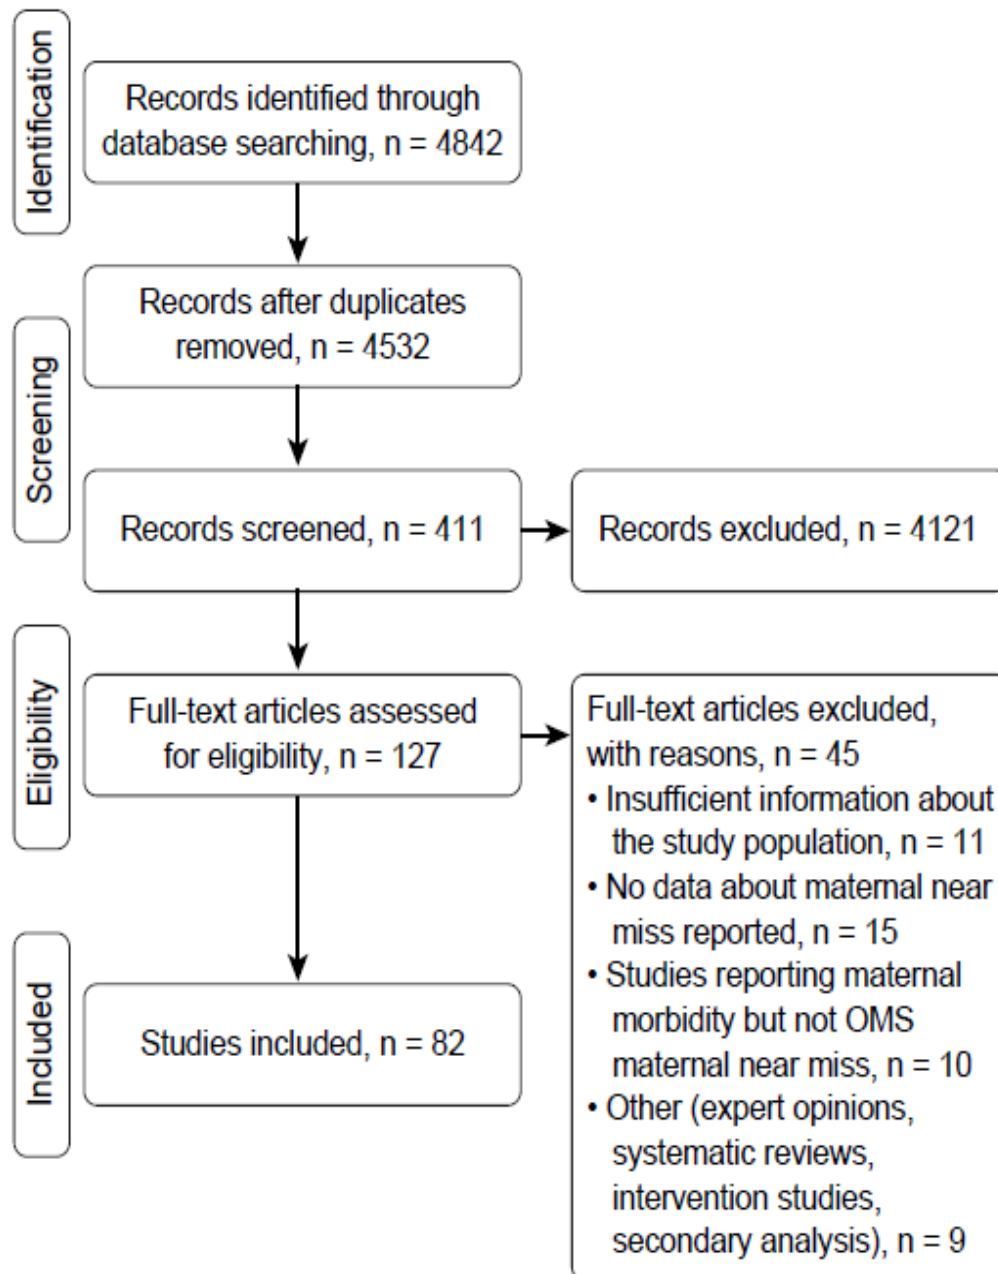 Identification
Records identified through
database searching, n = 4842
Records after duplicates
removed, n = 4532
Screening
Records screened, n = 411
Records excluded, n = 4121
Eligibility
Full-text articles assessed
for eligibility, n = 127
Full-text articles excluded,
with reasons, n = 45
• Insufficient information about
the study population, n = 11
• No data about maternal near
miss reported, n = 15
• Studies reporting maternal
morbidity but not OMS
maternal near miss, n = 10
• Other (expert opinions,
systematic reviews,
intervention studies,
secondary analysis), n = 9
Included
Studies included, n = 82